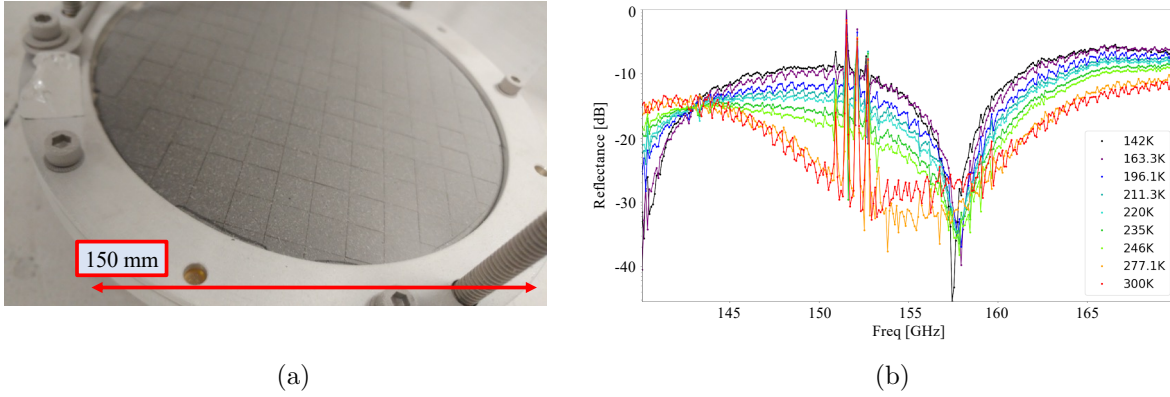 150 mm
(a)
0
-10
-20
-30
-40
Reflectance [dB]
145
150
155
160
165
Freq [GHz]
142K
163.3K
196.1K
211.3K
220K
235K
246K
277.1K
300K
(b)